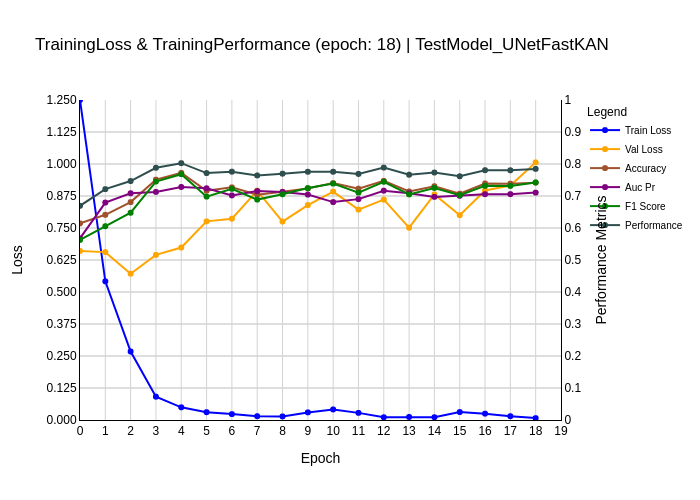 TrainingLoss & TrainingPerformance (epoch: 18) | TestModel_UNetFastKAN
1.250
1.125
1.000
0.875
0.750
0.625
0.500
0.375
0.250
0.125
0.000
Loss
0 1 2 3 4 5 6 7 8 9 10 11 12 13 14 15 16 17 18 19
Epoch
1
0.9
0.8
0.7
0.6
0.5
0.4
0.3
0.2
0.1
0
Performance Metrics
Legend
Train Loss
Val Loss
Accuracy
Auc Pr
F1 Score
Performance